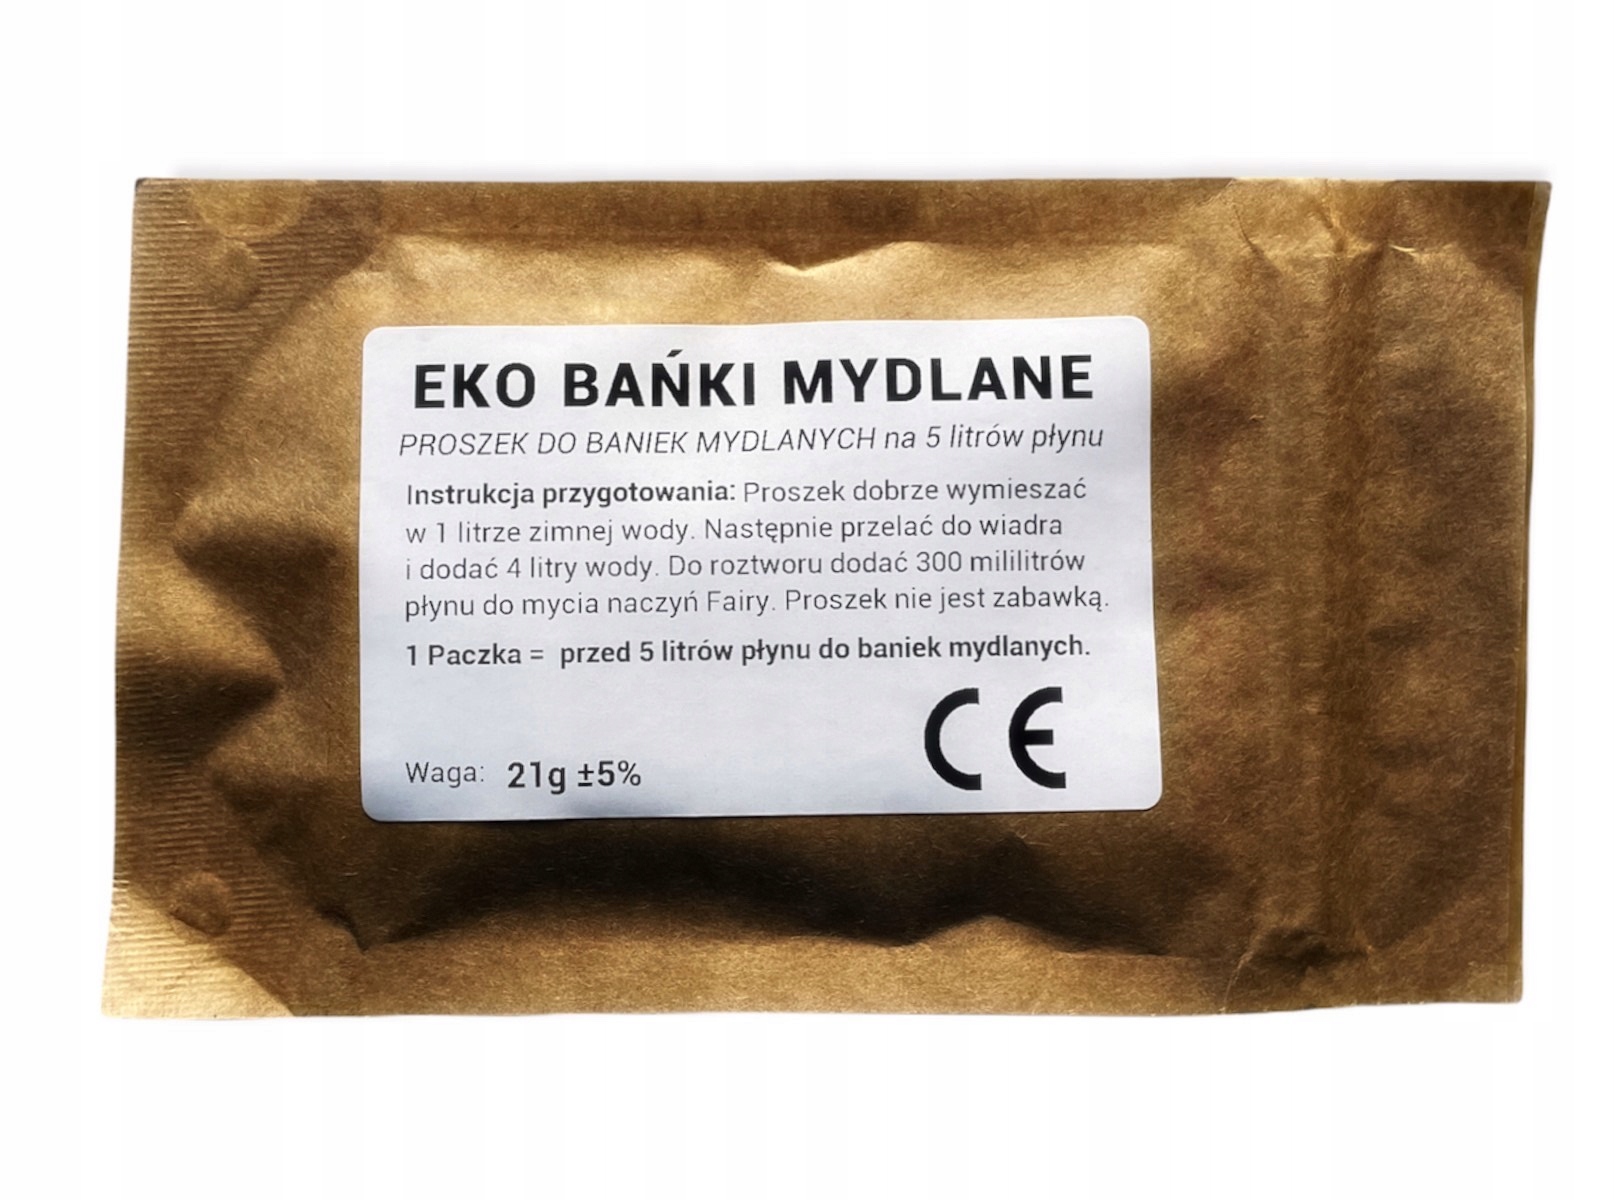 EKO BAŃKI MYDLANE
PROSZEK DO BANIEK MYDLANYCH na 5 litrów płynu
Instrukcja przygotowania: Proszek dobrze wymieszać
w 1 litrze zimnej wody. Następnie przelać do wiadra
i dodać 4 litry wody. Do roztworu dodać 300 mililitrów
płynu do mycia naczyń Fairy. Proszek nie jest zabawką.
1 Paczka = przed 5 litrów płynu do baniek mydlanych.
CE
Waga: 21g ±5%